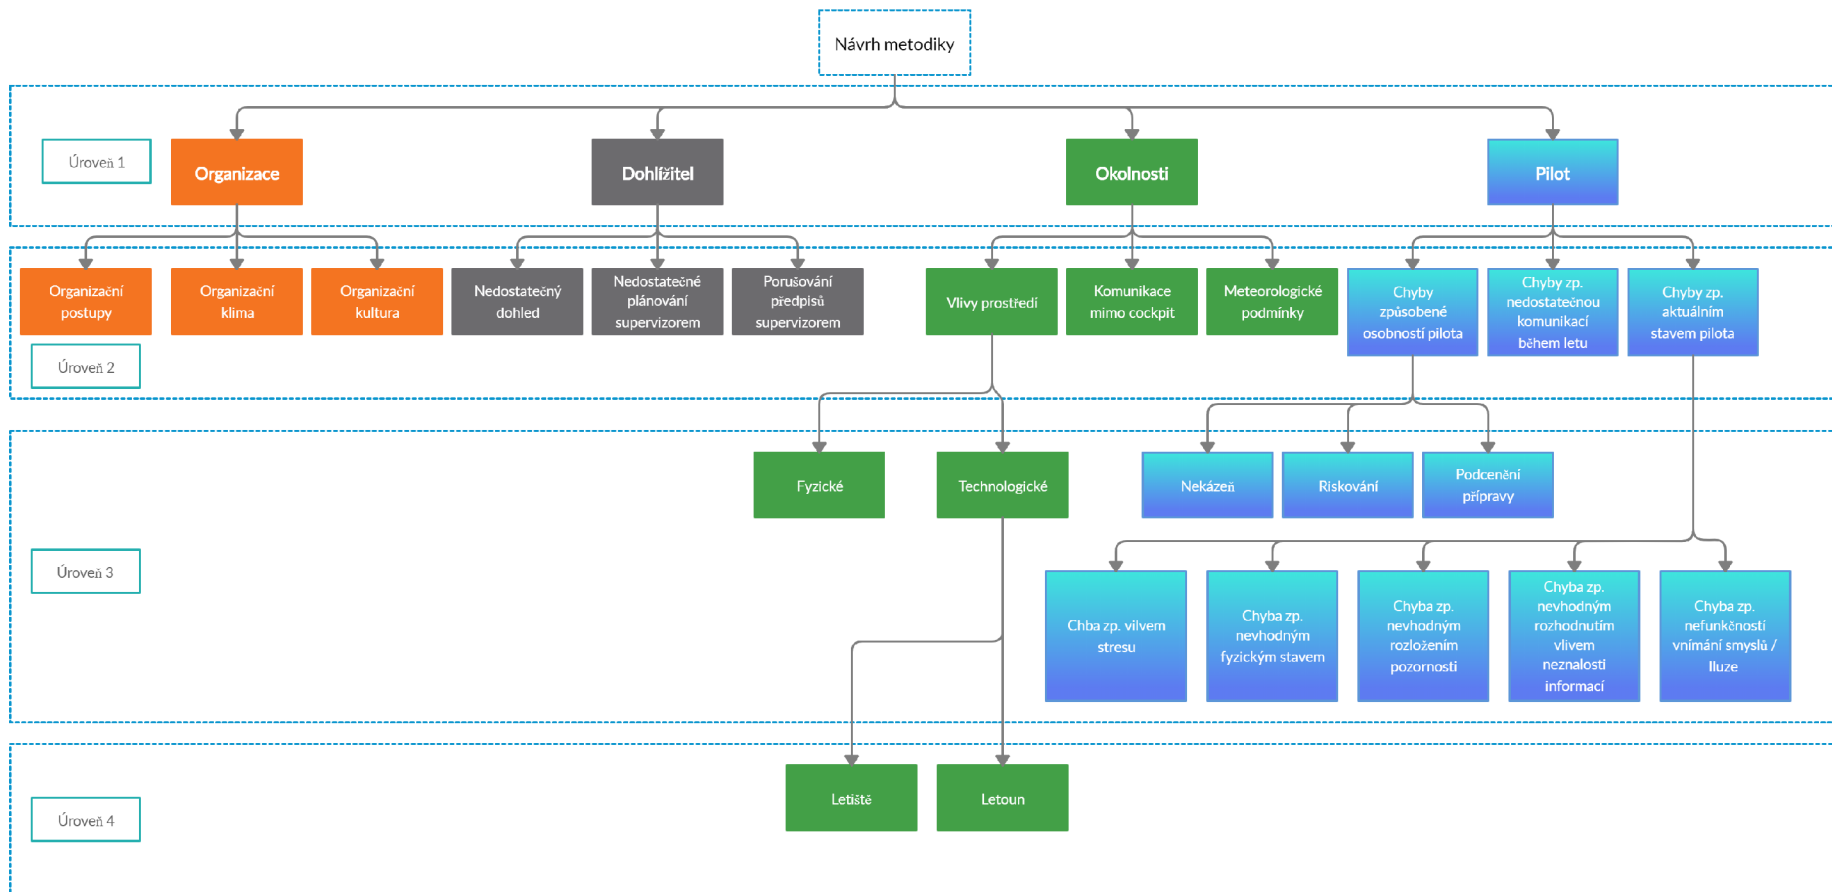 Návrh metodiky
Úroveň 1
Organizace
Dohlížitel
Okolnosti
Pilot
Organizační
postupy
Organizační
klima
Organizační
kultura
Nedostatečný
dohled
Nedostatečné
plánování
supervizorem
Porušování
předpisů
supervizorem
Vlivy prostředí
Komunikace
mimo cockpit
Meteorologické
podmínky
Chyby
způsobené
osobností pilota
Chyby zp.
nedostatečnou
komunikací
během letu
Chyby zp.
aktuálním
stavem pilota
Úroveň 2
Fyzické
Technologické
Nekázeň
Riskování
Podcenění
přípravy
Úroveň 3
Chba zp. vilvem
stresu
Chyba zp.
nevhodným
fyzickým stavem
Chyba zp.
nevhodným
rozložením
pozornosti
Chyba zp.
nevhodným
rozhodnutím
vlivem
neznalosti
informací
Chyba zp.
nefunkčností
vnímání smyslů /
Iluze
Úroveň 4
Letiště
Letoun